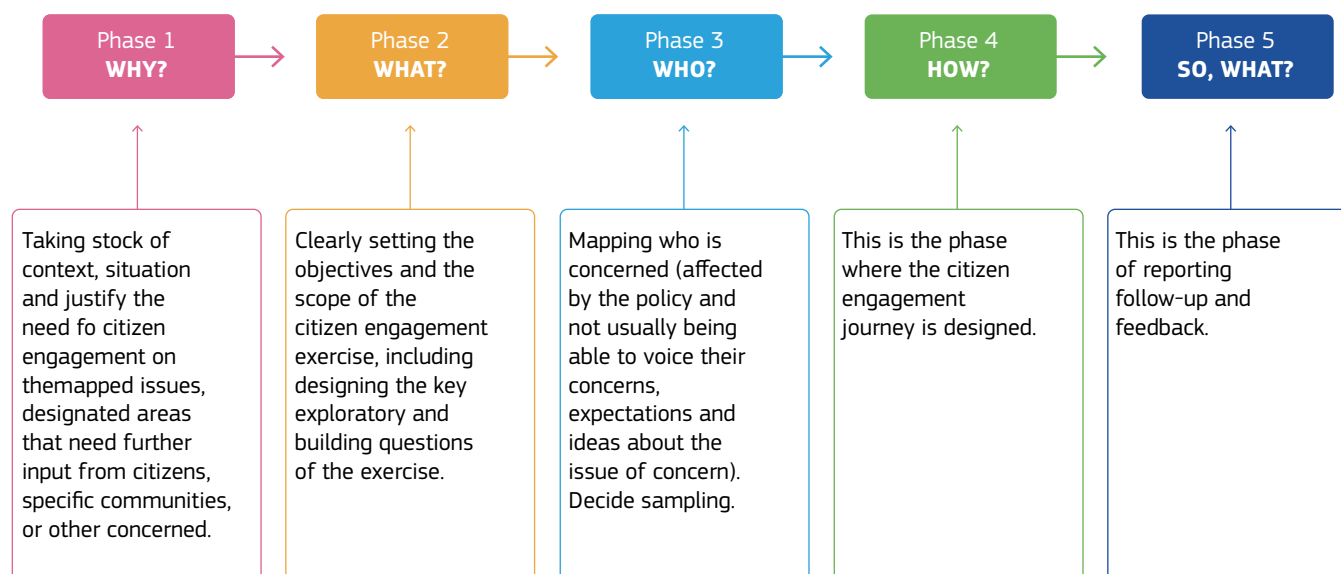 Phase 1
WHY?
Phase 2
WHAT?
Phase 3
WHO?
Phase 4
HOW?
Phase 5
SO, WHAT?
Taking stock of
context, situation
and justify the
need fo citizen
engagement on
themapped issues,
designated areas
that need further
input from citizens,
specific communities,
or other concerned.
Clearly setting the
objectives and the
scope of the
citizen engagement
exercise, including
designing the key
exploratory and
building questions
of the exercise.
Mapping who is
concerned (affected
by the policy and
not usually being
able to voice their
concerns,
expectations and
ideas about the
issue of concern).
Decide sampling.
This is the phase
where the citizen
engagement
journey is designed.
This is the phase
of reporting
follow-up and
feedback.